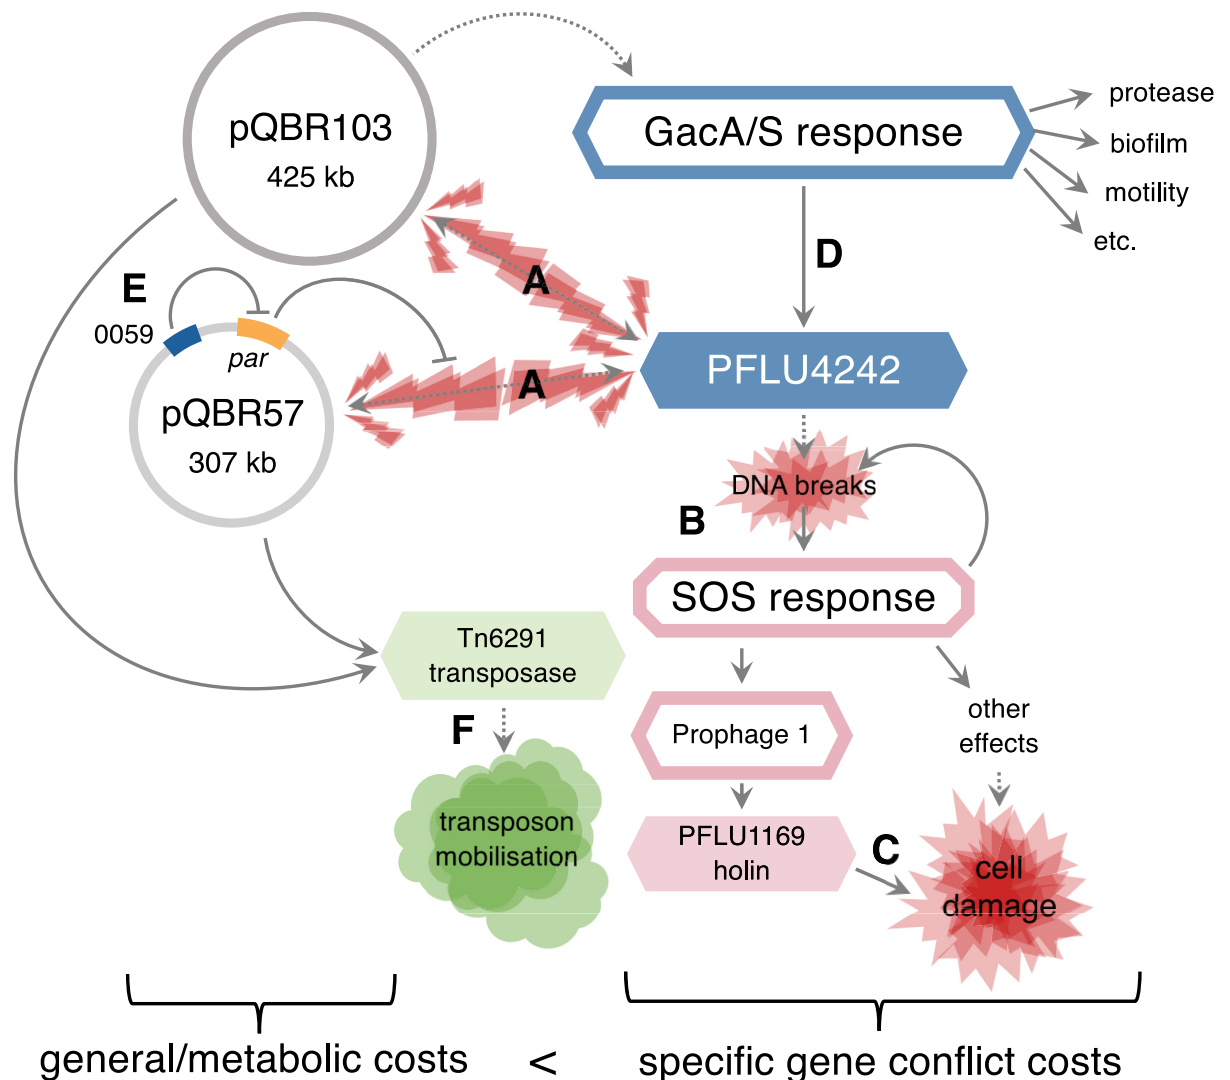 pQBR103
425 kb
GacA/S response
protease
biofilm
motility
etc.
D
A
E
0059
par
pQBR57
307 kb
A
PFLU4242
DNA breaks
B
SOS response
Tn6291
transposase
F
transposon
mobilisation
Prophage 1
other
effects
PFLU1169
holin
C
cell
damage
general/metabolic costs < specific gene conflict costs